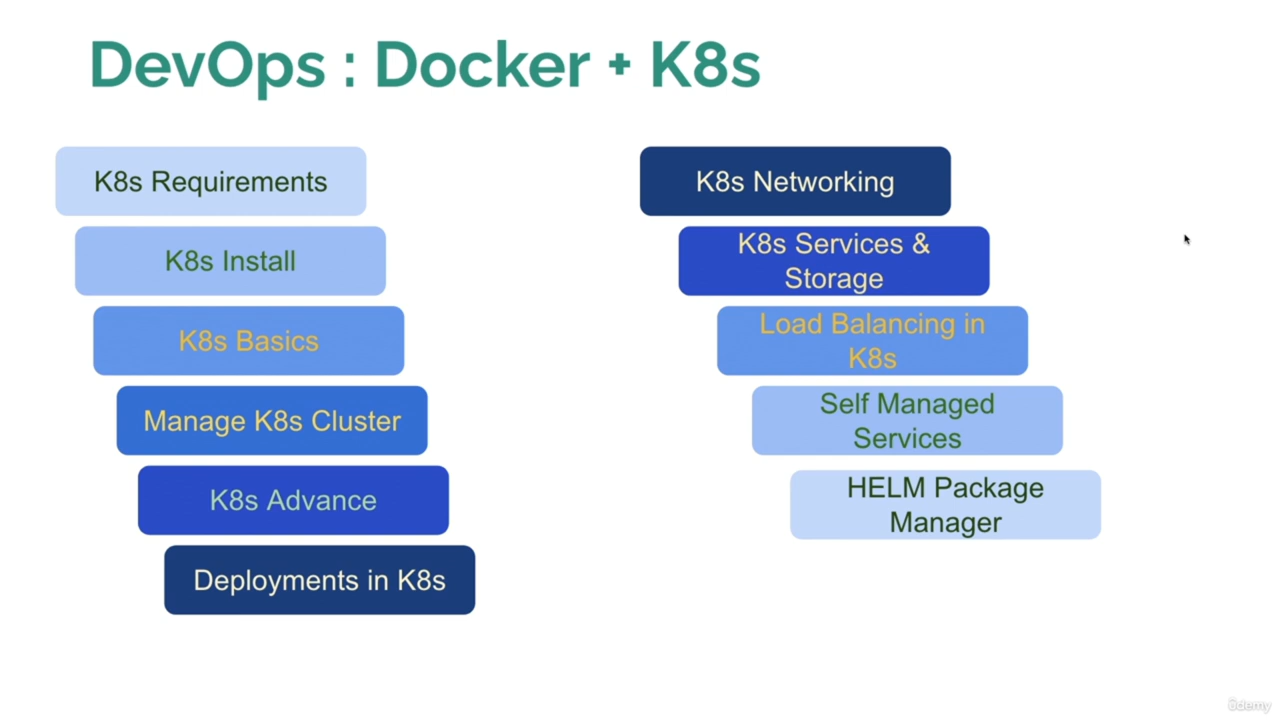 DevOps : Docker + K8s
K8s Requirements
K8s Install
K8s Basics
Manage K8s Cluster
K8s Advance
Deployments in K8s
K8s Networking
K8s Services &
Storage
Load Balancing in
K8s
Self Managed
Services
HELM Package
Manager
ûdemy